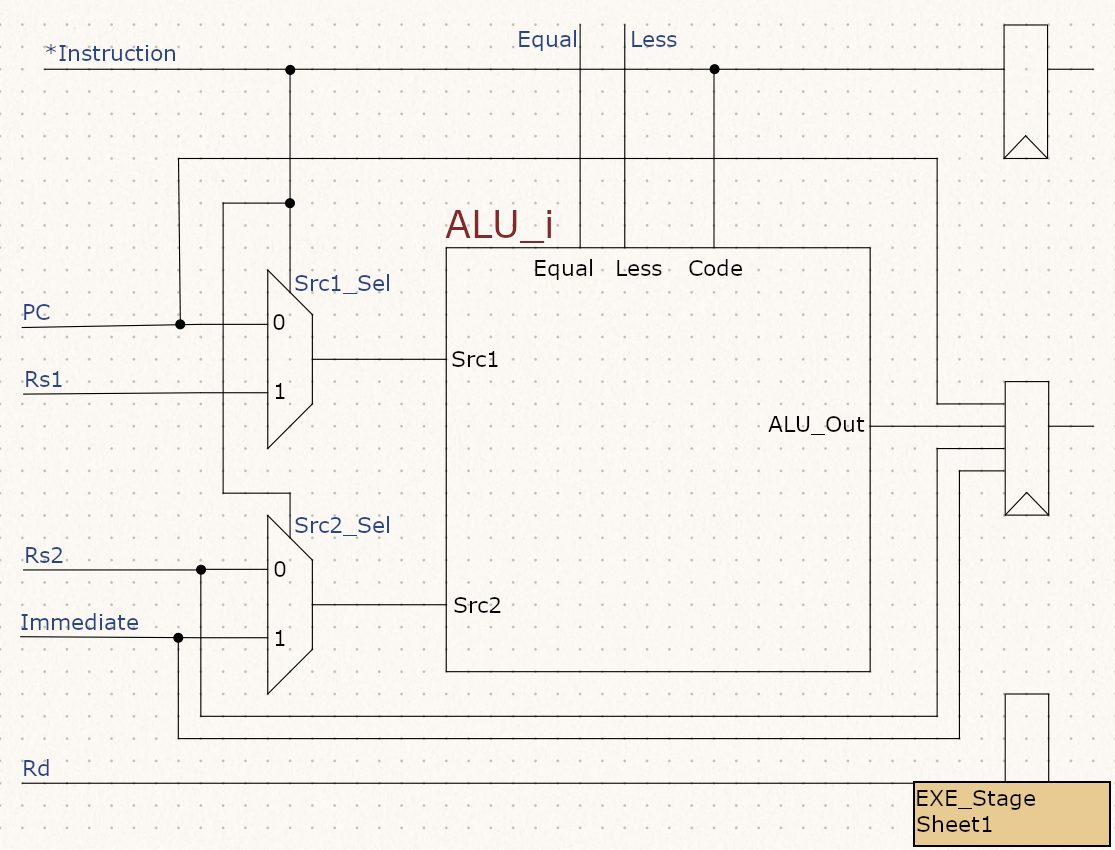 Equal
Less
*Instruction
ALU_i
Equal
Less
Code
Src1_Sel
PC
0
Src1
Rs1
1
ALU_Out
Src2_Sel
Rs2
0
Src2
Immediate
1
Rd
EXE_Stage
Sheet1